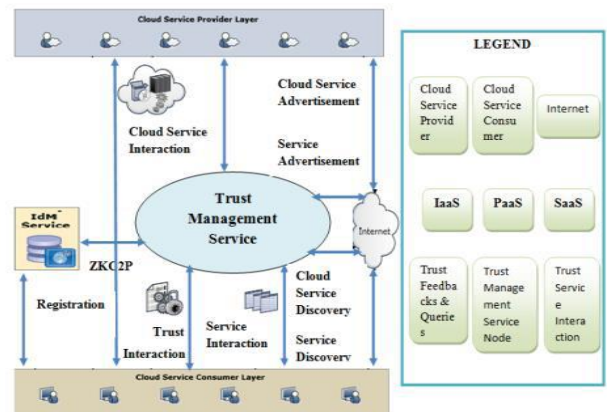 Cloud Service Provider Layer
Cloud Service
Advertisement
Cloud Service
Interaction
Service
Advertisement
Trust
Management
Service
IdM
Service
Internet
ZKC2P
Registration
Trust
Interaction
Service
Interaction
Cloud
Service
Discovery
Service
Discovery
Cloud Service Consumer Layer
LEGEND
Cloud
Service
Provid
er
Cloud
Service
Consu
mer
Internet
IaaS
PaaS
SaaS
Trust
Feedba
cks &
Querie
s
Trust
Manage
ment
Service
Node
Trust
Servic
e
Intera
ction